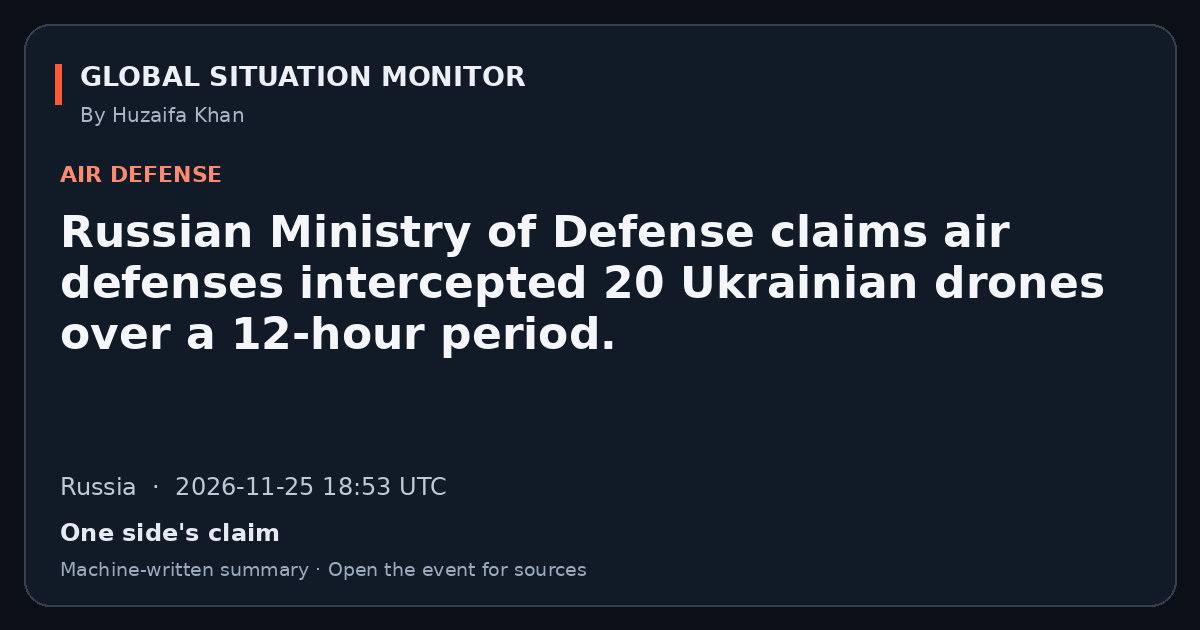 GLOBAL SITUATION MONITOR
By Huzaifa Khan
AIR DEFENSE
Russian Ministry of Defense claims air
defenses intercepted 20 Ukrainian drones
over a 12-hour period.
Russia · 2026-11-25 18:53 UTC
One side's claim
Machine-written summary · Open the event for sources